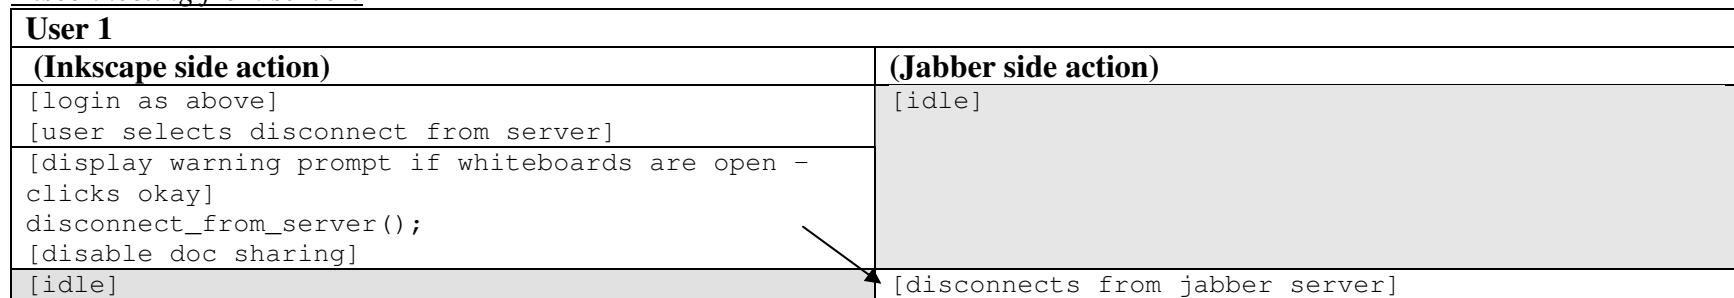 User 1
(Inkscape side action)
(Jabber side action)
[login as above]
[user selects disconnect from server]
[idle]
[display warning prompt if whiteboards are open –
clicks okay]
disconnect_from_server();
[disable doc sharing]
[idle]
[disconnects from jabber server]